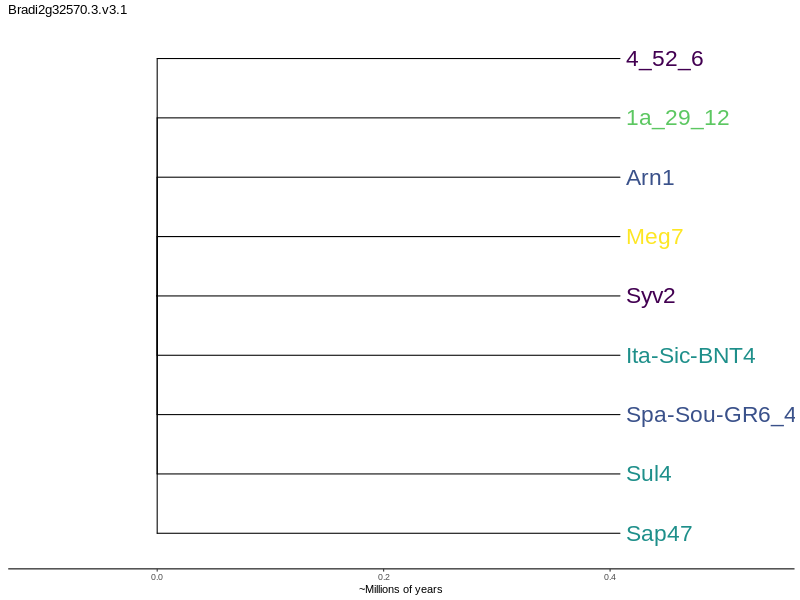 Bradi2g32570.3.v3.1
4_52_6
1a_29_12
Arn1
Meg7
Syv2
Ita-Sic-BNT4
Spa-Sou-GR6_4
Sul4
Sap47
0.0 0.2 0.4
~Millions of years